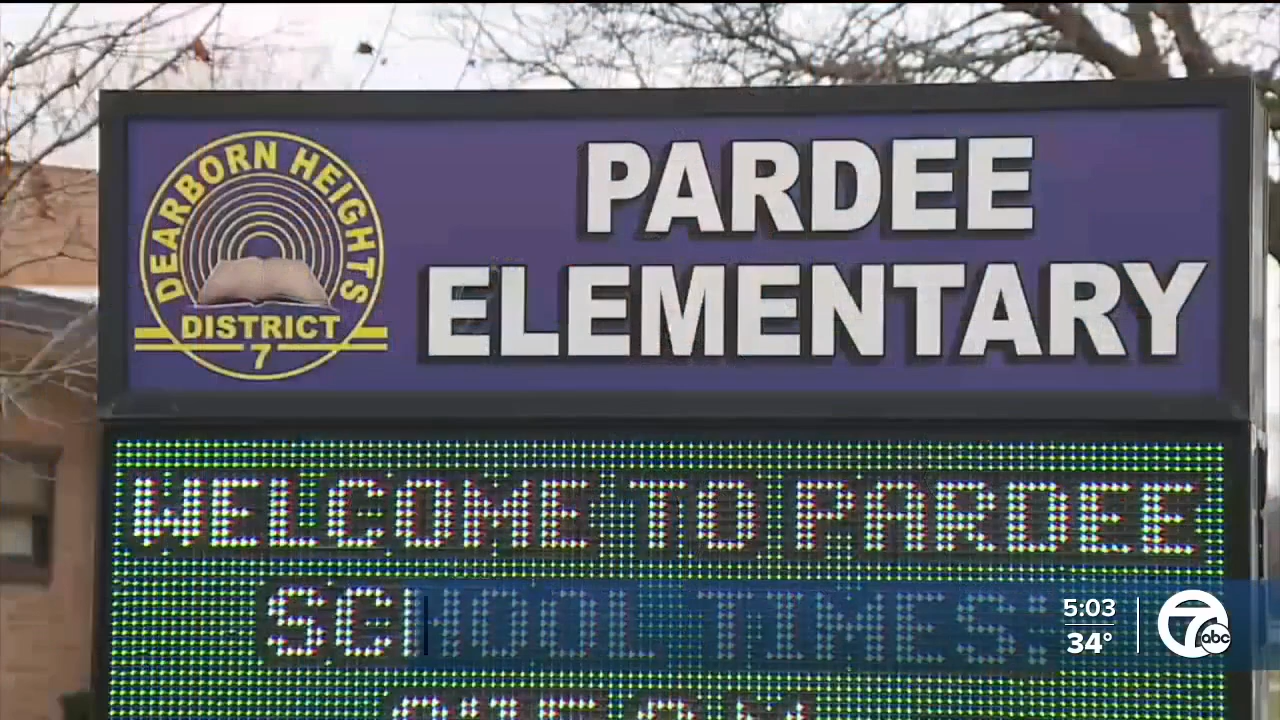 DEARBORN HEIGHTS
DISTRICT
7
PARDEE
ELEMENTARY
WELCOME TO PARDEE
SCHOOL TIMES:
5:03
34°
7
abc